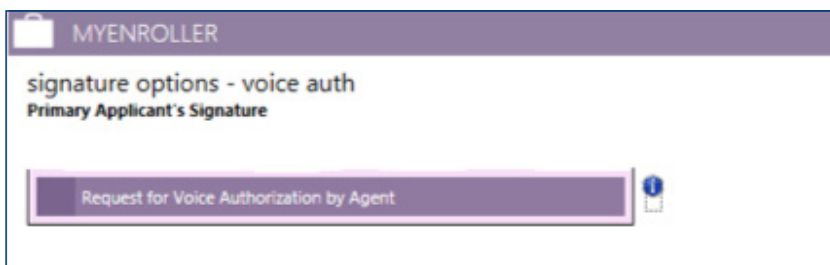 MYENROLLER
signature options - voice auth
Primary Applicant's Signature
Request for Voice Authorization by Agent